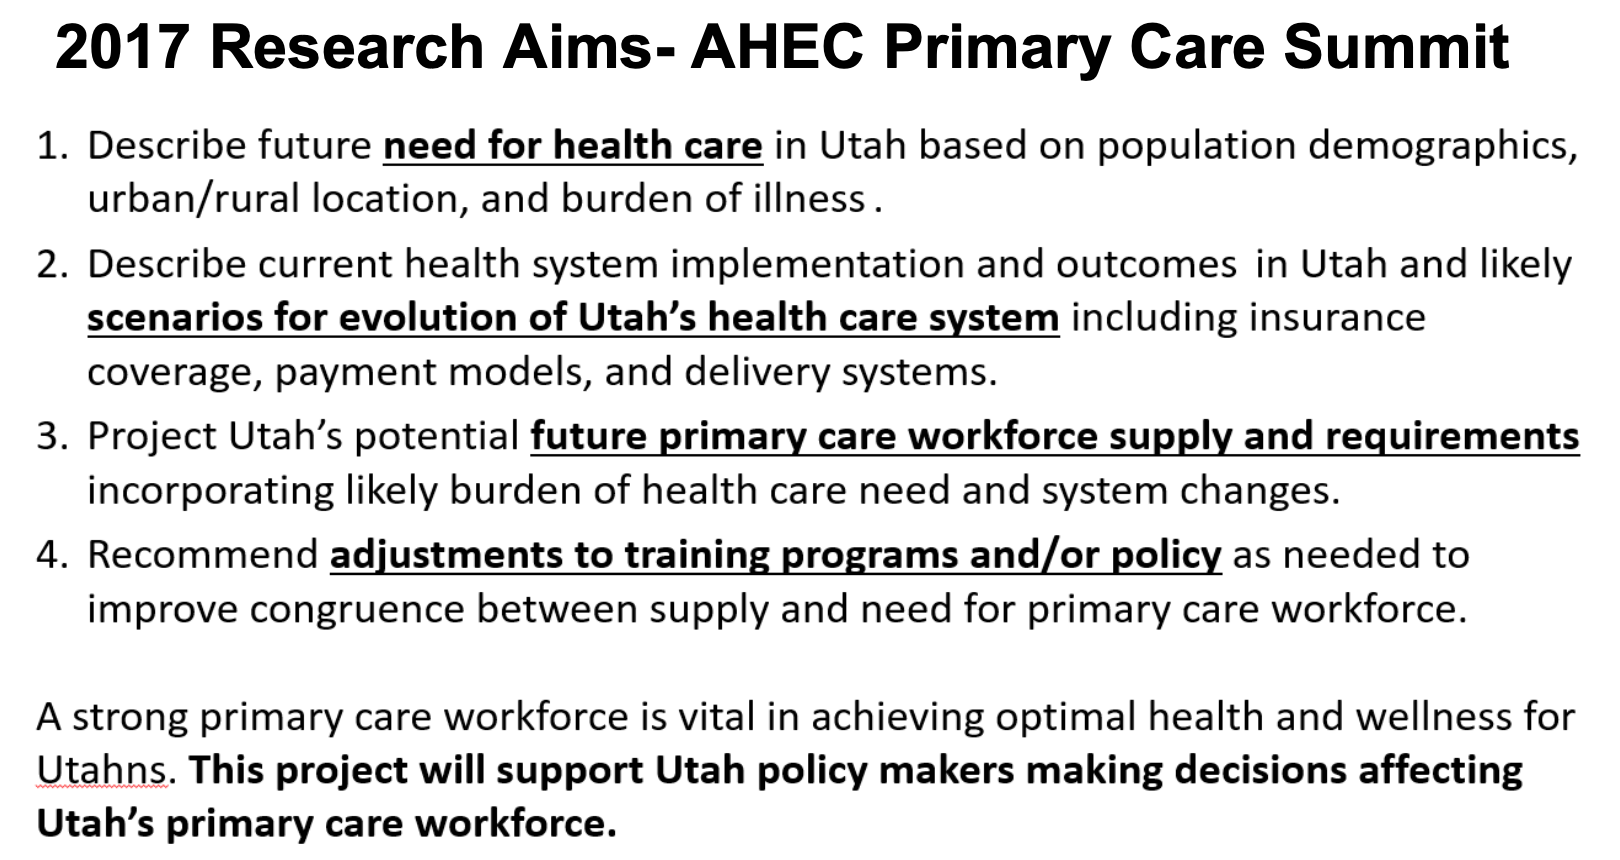 2017 Research Aims- AHEC Primary Care Summit
1. Describe future need for health care in Utah based on population demographics,
urban/rural location, and burden of illness .
2. Describe current health system implementation and outcomes in Utah and likely
scenarios for evolution of Utah’s health care system including insurance
coverage, payment models, and delivery systems.
3. Project Utah’s potential future primary care workforce supply and requirements
incorporating likely burden of health care need and system changes.
4. Recommend adjustments to training programs and/or policy as needed to
improve congruence between supply and need for primary care workforce.
A strong primary care workforce is vital in achieving optimal health and wellness for
Utahns. This project will support Utah policy makers making decisions affecting
Utah’s primary care workforce.